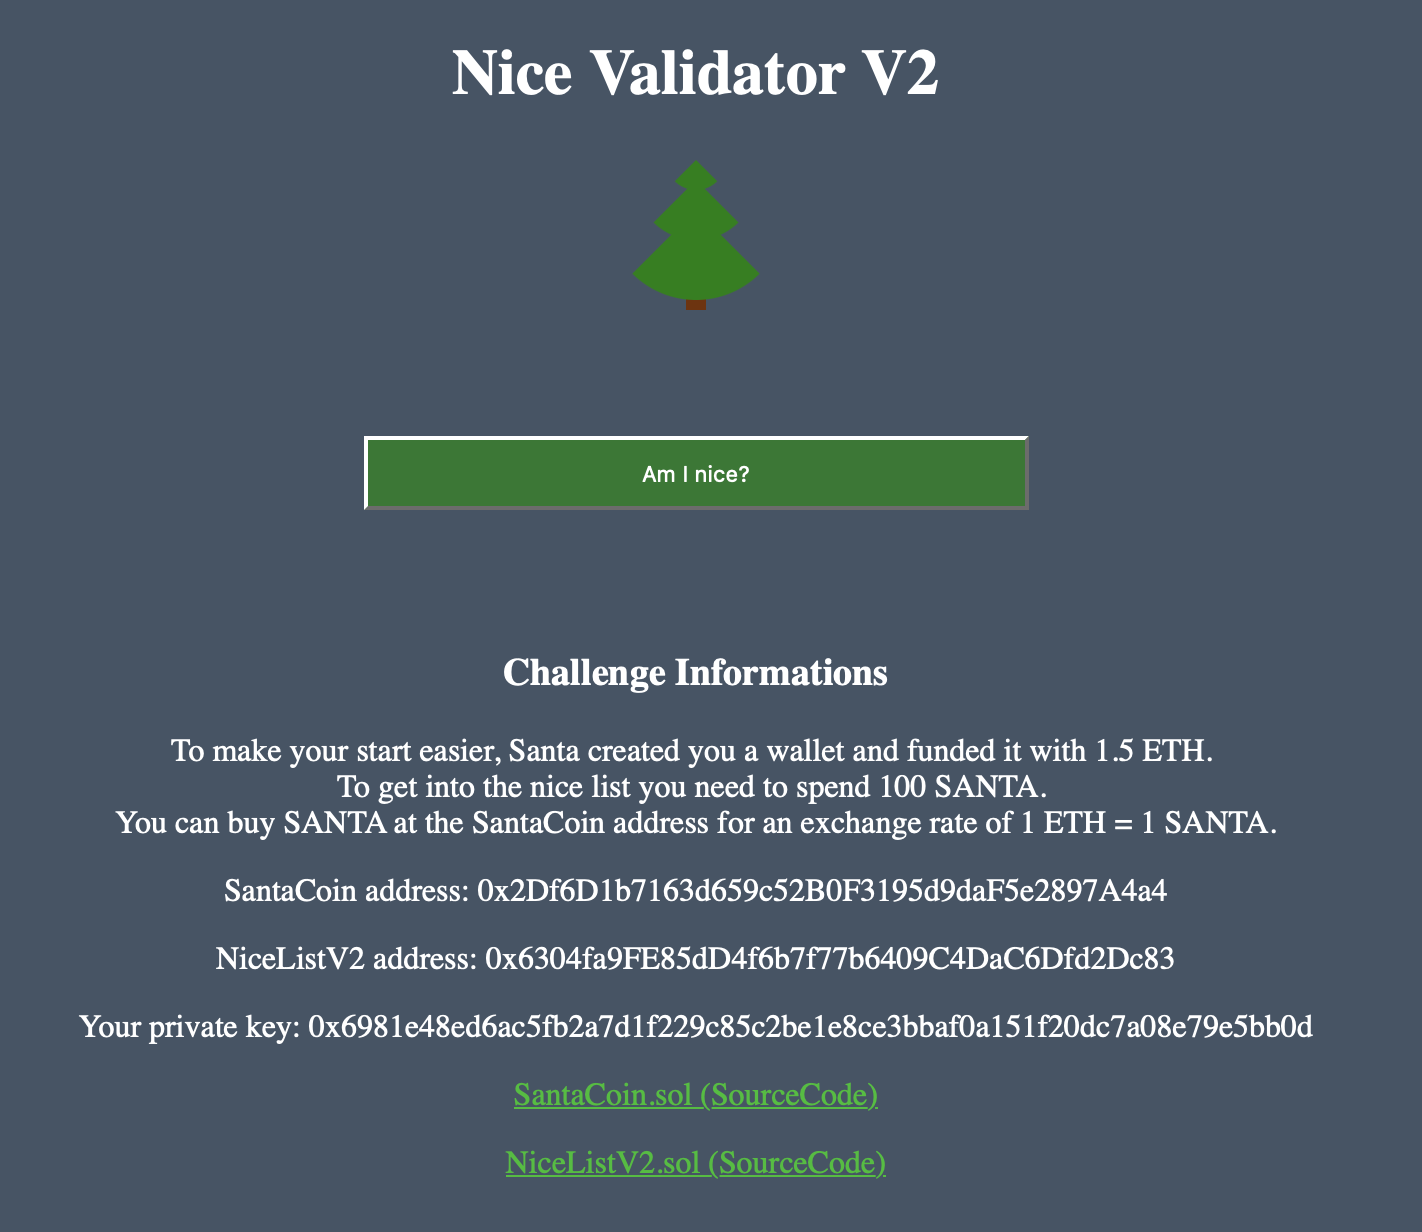 Nice Validator V2
Am I nice?
Challenge Informations
To make your start easier, Santa created you a wallet and funded it with 1.5 ETH.
To get into the nice list you need to spend 100 SANTA.
You can buy SANTA at the SantaCoin address for an exchange rate of 1 ETH = 1 SANTA.
SantaCoin address: 0x2Df6D1b7163d659c52B0F3195d9daF5e2897A4a4
NiceListV2 address: 0x6304fa9FE85dD4f6b7f77b6409C4DaC6Dfd2Dc83
Your private key: 0x6981e48ed6ac5fb2a7d1f229c85c2be1e8ce3bbaf0a151f20dc7a08e79e5bb0d
SantaCoin.sol (SourceCode)
NiceListV2.sol (SourceCode)